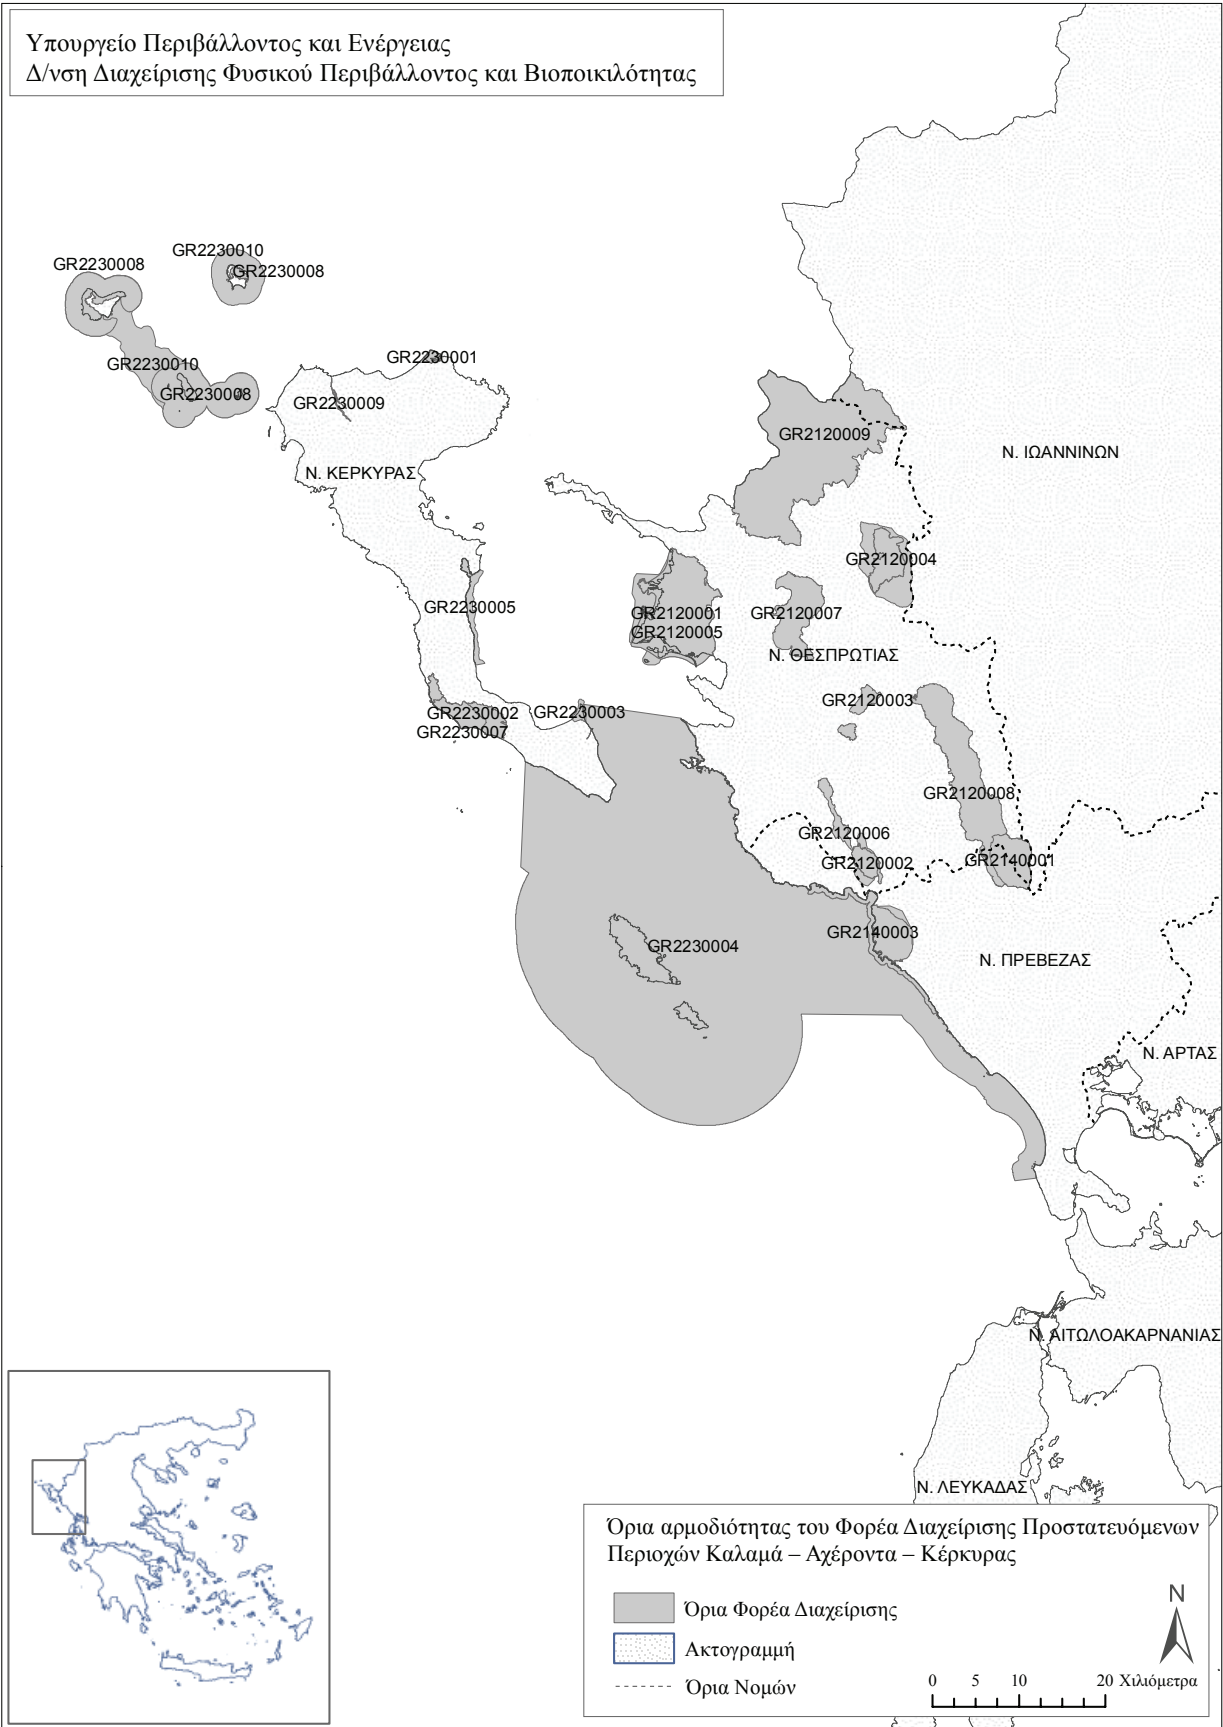 Υπουργείο Περιβάλλοντος και Ενέργειας
Δ/νση Διαχείρισης Φυσικού Περιβάλλοντος και Βιοποικιλότητας
GR2230010
GR2230008
GR2230008
GR2230001
GR2230010
GR2230008
GR2230009
GR2120009
Ν. ΙΩΑΝΝΙΝΩΝ
Ν. ΚΕΡΚΥΡΑΣ
GR2120004
GR2230005
GR2120001
GR2120007
GR2120005
Ν. ΘΕΣΠΡΩΤΙΑΣ
GR2120003
GR2230002
GR2230003
GR2230007
GR2120008
GR2120006
GR2120002
GR2140001
GR2140003
GR2230004
Ν. ΠΡΕΒΕΖΑΣ
Ν. ΑΡΤΑΣ
Ν. ΑΙΤΩΛΟΑΚΑΡΝΑΝΙΑΣ
Ν. ΛΕΥΚΑΔΑΣ
Όρια αρμοδιότητας του Φορέα Διαχείρισης Προστατευόμενων
Περιοχών Καλαμά – Αχέροντα – Κέρκυρας
Όρια Φορέα Διαχείρισης
Ακτογραμμή
Όρια Νομών
N
0 5 10 20 Χιλιόμετρα